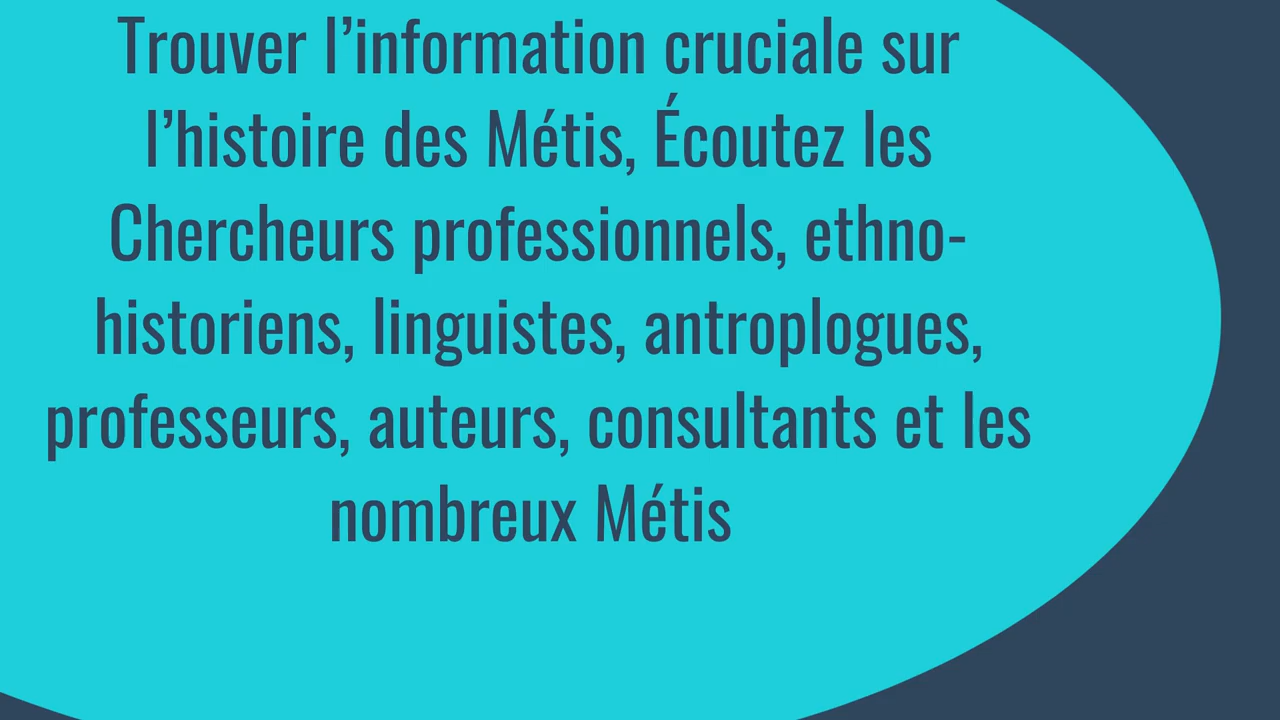 Trouver l’information cruciale sur
l’histoire des Métis, Écoutez les
Chercheurs professionnels, ethno-
historiens, linguistes, antroplogues,
professeurs, auteurs, consultants et les
nombreux Métis